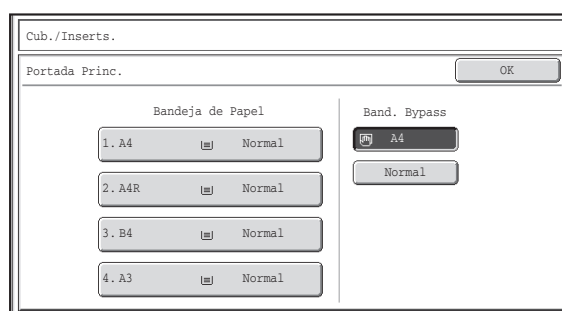 Cub./Inserts.
Portada Princ.
OK
Bandeja de Papel
1. A4 Normal
2. A4R Normal
3. B4 Normal
4. A3 Normal
Band. Bypass
A4
Normal